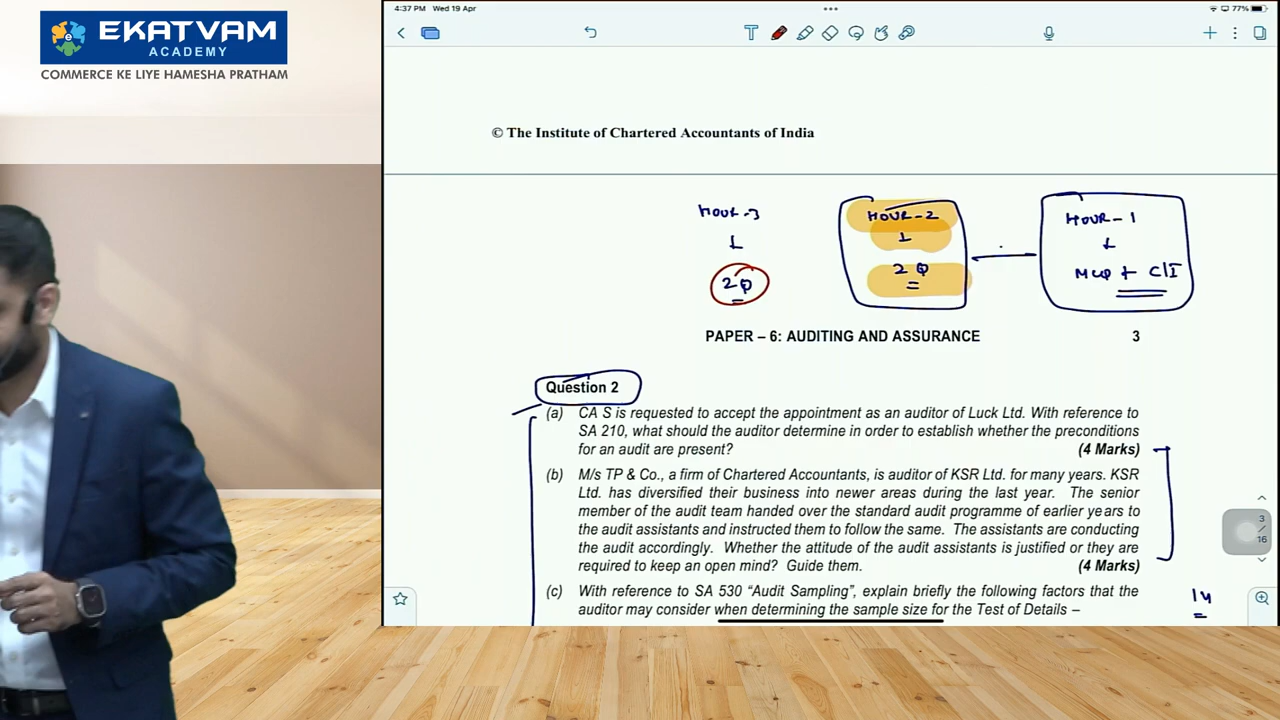 EKATVAM
ACADEMY
COMMERCE KE LIYE HAMESHA PRATHAM
4:37 PM Wed 19 Apr
77%
© The Institute of Chartered Accountants of India
HOUR-3
2Q
HOUR-2
2Q
HOUR-1
MCQ + C/I
PAPER – 6: AUDITING AND ASSURANCE 3
Question 2
(a) CA S is requested to accept the appointment as an auditor of Luck Ltd. With reference to
SA 210, what should the auditor determine in order to establish whether the preconditions
for an audit are present? (4 Marks)
(b) M/s TP & Co., a firm of Chartered Accountants, is auditor of KSR Ltd. for many years. KSR
Ltd. has diversified their business into newer areas during the last year. The senior
member of the audit team handed over the standard audit programme of earlier years to
the audit assistants and instructed them to follow the same. The assistants are conducting
the audit accordingly. Whether the attitude of the audit assistants is justified or they are
required to keep an open mind? Guide them. (4 Marks)
(c) With reference to SA 530 “Audit Sampling”, explain briefly the following factors that the
auditor may consider when determining the sample size for the Test of Details –
14
3
/
16